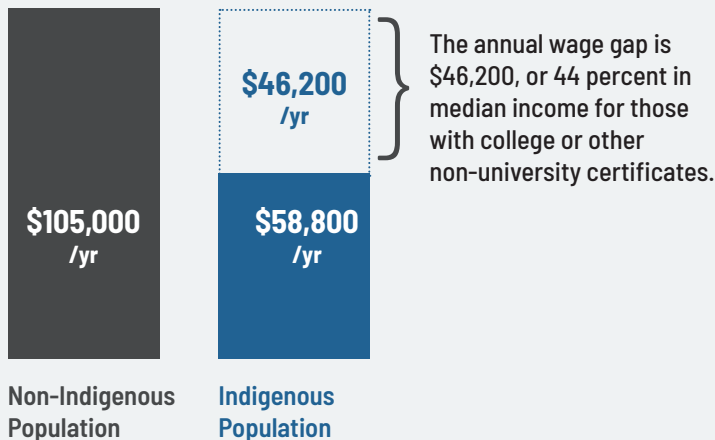 $46,200
/yr
The annual wage gap is
$46,200, or 44 percent in
median income for those
with college or other
non-university certificates.
$105,000
/yr
$58,800
/yr
Non-Indigenous
Population
Indigenous
Population